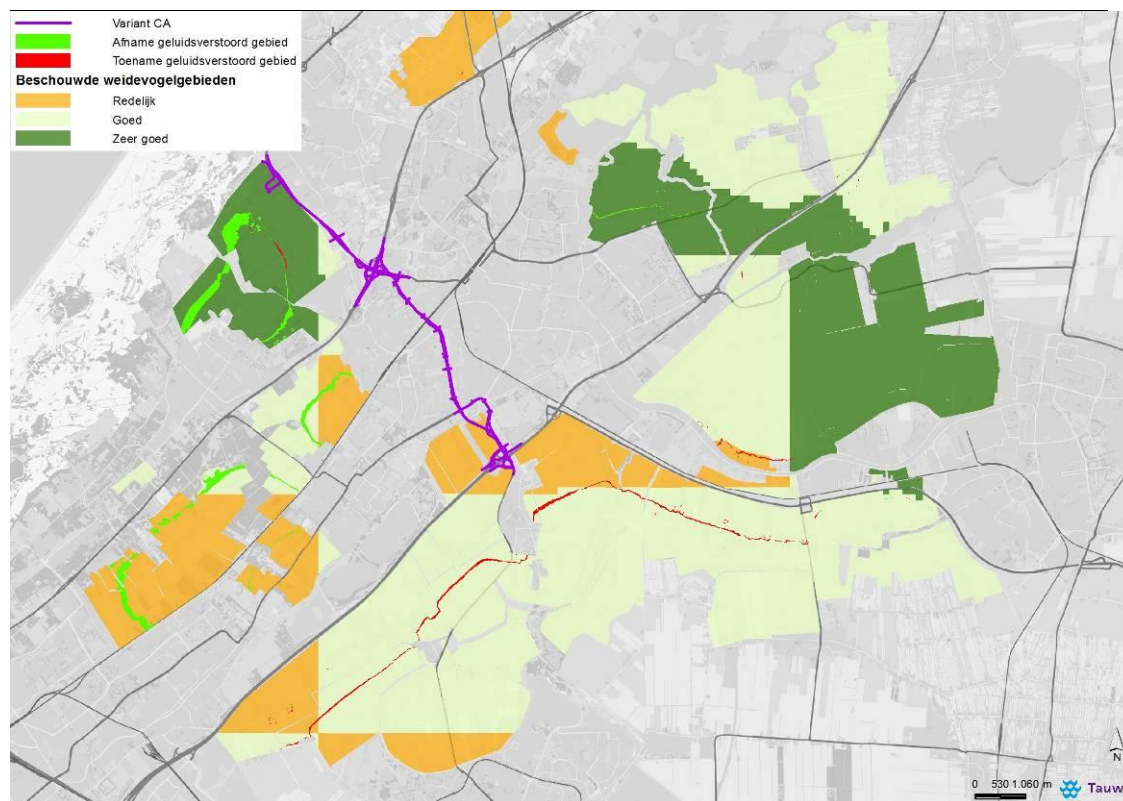 Variant CA
Afname geluidsverstoord gebied
Toename geluidsverstoord gebied
Beschouwde weidevogelgebieden
Redelijk
Goed
Zeer goed
N
0 530 1.060 m
Tauw